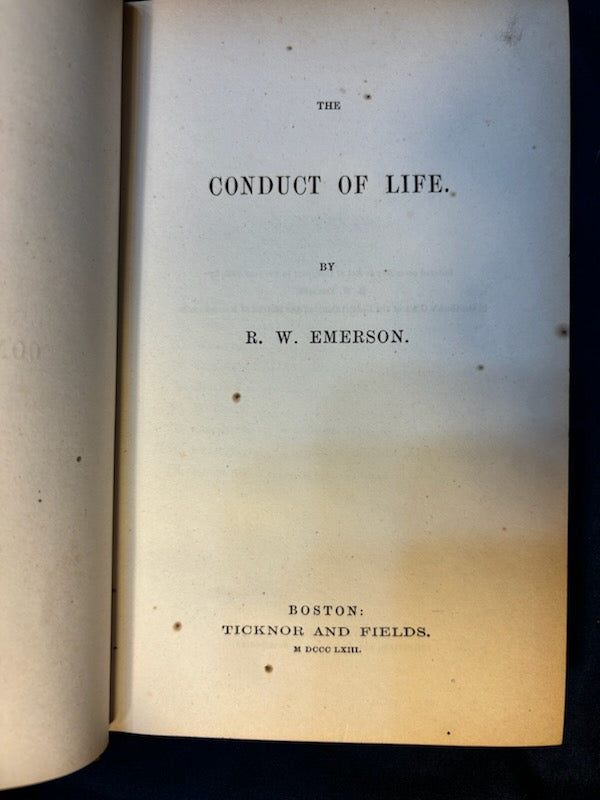 THE
CONDUCT OF LIFE.
BY
R. W. EMERSON.
BOSTON:
TICKNOR AND FIELDS.
M DCCC LXIII.